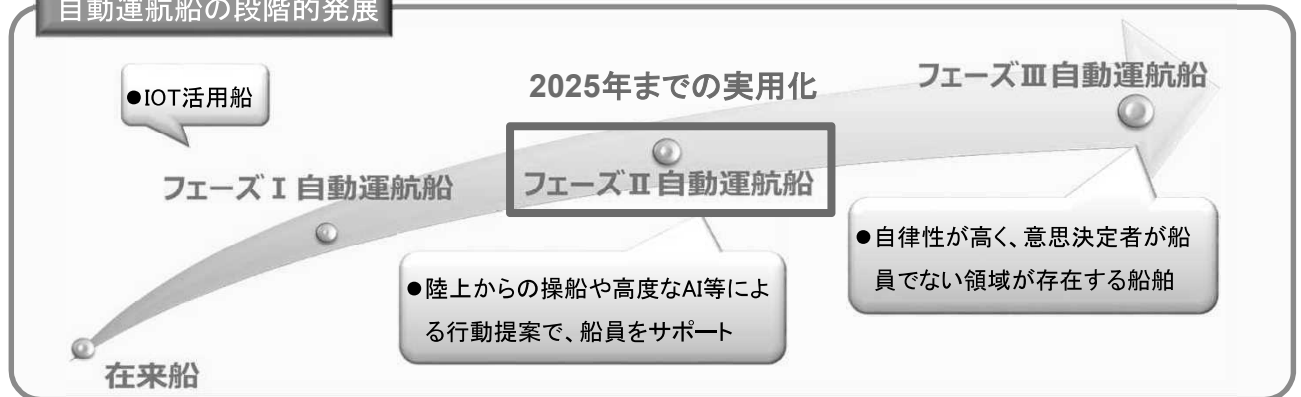 自動運航船の段階的発展
●IOT活用船
2025年までの実用化
フェーズⅢ自動運航船
フェーズⅠ自動運航船
フェーズⅡ自動運航船
●自律性が高く、意思決定者が船
員でない領域が存在する船舶
●陸上からの操船や高度なAI等によ
る行動提案で、船員をサポート
在来船